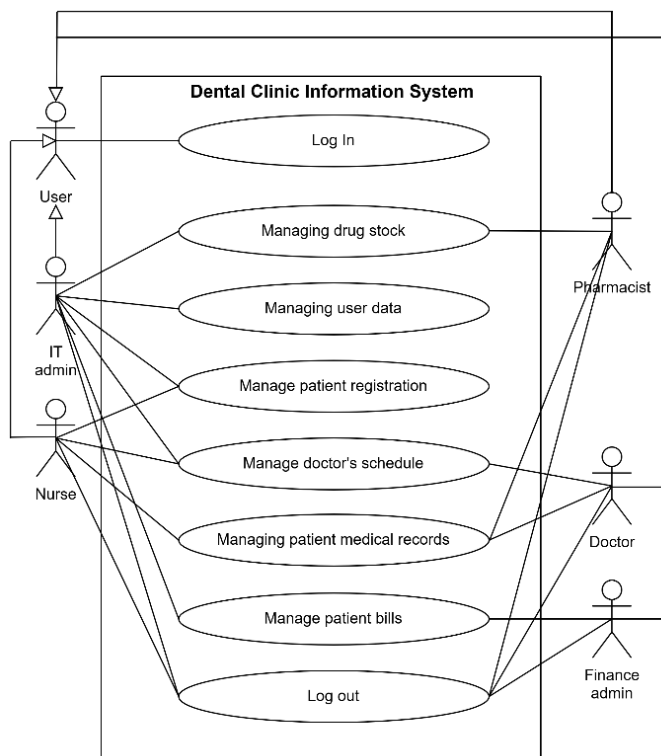 Dental Clinic Information System
Log In
User
Managing drug stock
Pharmacist
Managing user data
IT
admin
Manage patient registration
Nurse
Manage doctor's schedule
Managing patient medical records
Doctor
Manage patient bills
Finance
admin
Log out